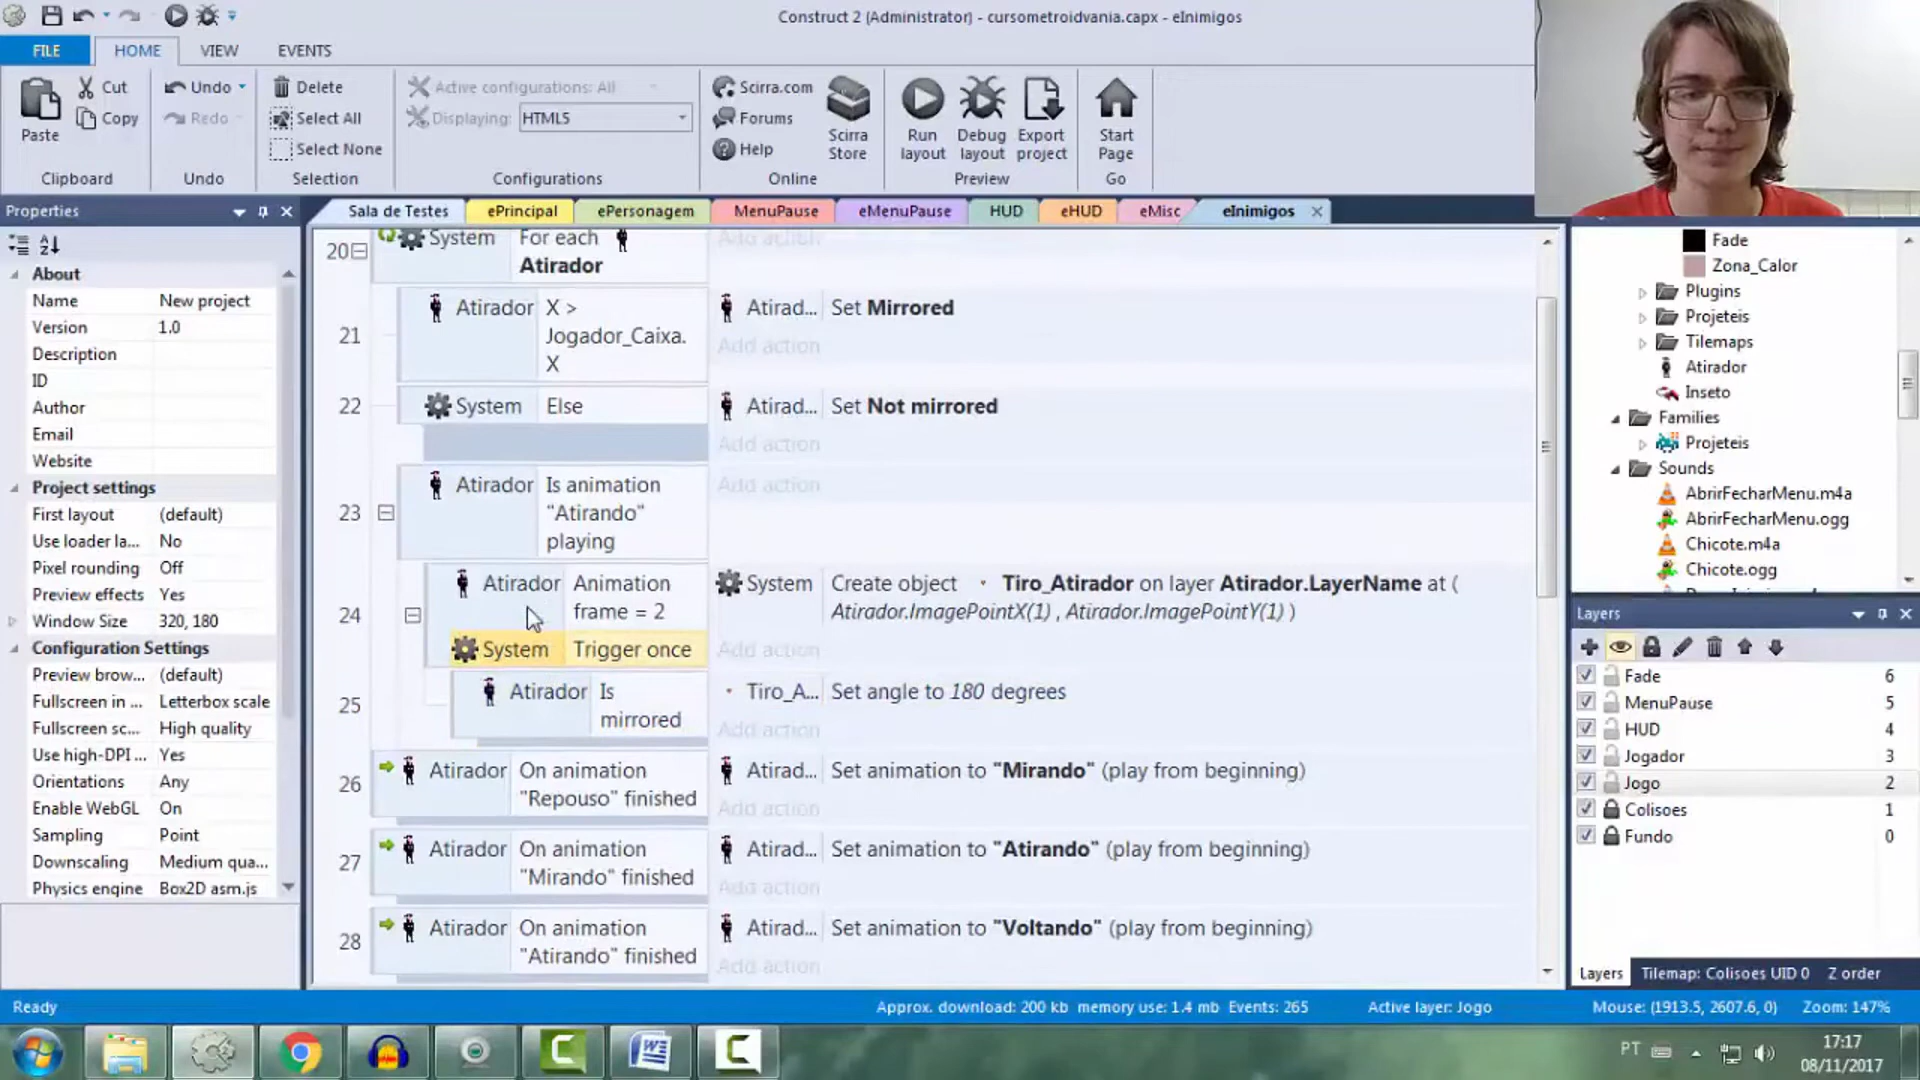 Construct 2 (Administrator) - cursometroidvania.capx - eInimigos
FILE
HOME
VIEW
EVENTS
Paste
Cut
Copy
Clipboard
Undo
Redo
Undo
Delete
Select All
Select None
Selection
Active configurations: All
Displaying:
HTML5
Configurations
Scirra.com
Forums
Help
Scirra
Store
Online
Run
layout
Debug
layout
Export
project
Preview
Start
Page
Go
Properties
Sala de Testes
ePrincipal
ePersonagem
MenuPause
eMenuPause
HUD
eHUD
eMisc
eInimigos
About
Name New project
Version 1.0
Description
ID
Author
Email
Website
Project settings
First layout (default)
Use loader la... No
Pixel rounding Off
Preview effects Yes
Window Size 320, 180
Configuration Settings
Preview brow... (default)
Fullscreen in ... Letterbox scale
Fullscreen sc... High quality
Use high-DPI ... Yes
Orientations Any
Enable WebGL On
Sampling Point
Downscaling Medium qua...
Physics engine Box2D asm.js
20 System For each
Atirador
Add action
21 Atirador X >
Jogador_Caixa.
X
Atirad... Set Mirrored
Add action
22 System Else
Atirad... Set Not mirrored
Add action
23 Atirador Is animation
"Atirando"
playing
Add action
24 Atirador Animation
frame = 2
System Trigger once
System Create object Tiro_Atirador on layer Atirador.LayerName at (
Atirador.ImagePointX(1) , Atirador.ImagePointY(1) )
Add action
25 Atirador Is
mirrored
Tiro_A... Set angle to 180 degrees
Add action
26 Atirador On animation
"Repouso" finished
Atirad... Set animation to "Mirando" (play from beginning)
Add action
27 Atirador On animation
"Mirando" finished
Atirad... Set animation to "Atirando" (play from beginning)
Add action
28 Atirador On animation
"Atirando" finished
Atirad... Set animation to "Voltando" (play from beginning)
Add action
Fade
Zona_Calor
Plugins
Projeteis
Tilemaps
Atirador
Inseto
Families
Projeteis
Sounds
AbrirFecharMenu.m4a
AbrirFecharMenu.ogg
Chicote.m4a
Chicote.ogg
Layers
Fade 6
MenuPause 5
HUD 4
Jogador 3
Jogo 2
Colisoes 1
Fundo 0
Layers
Tilemap: Colisoes UID 0
Z order
Ready
Approx. download: 200 kb memory use: 1.4 mb Events: 265
Active layer: Jogo
Mouse: (1913.5, 2607.6, 0)
Zoom: 147%
PT
17:17
08/11/2017